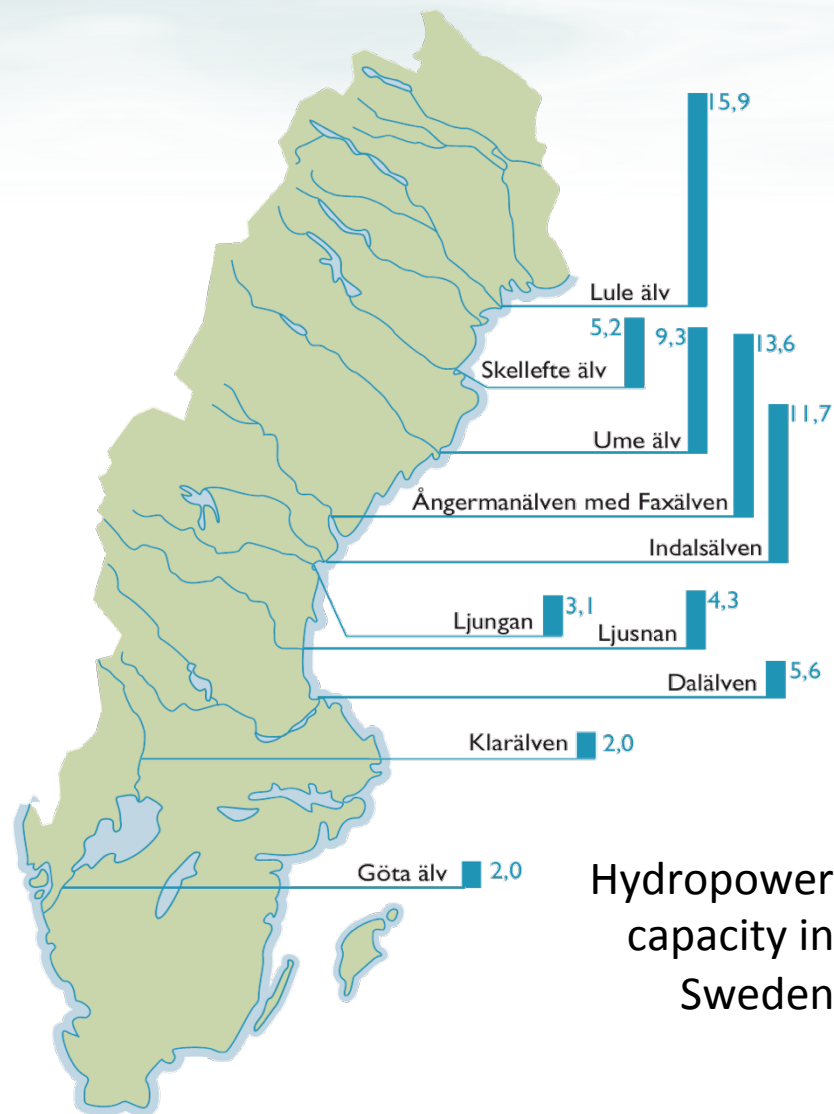 15,9
Lule älv
5,2
Skellefte älv
9,3
Ume älv
13,6
Ångermanälven med Faxälven
11,7
Indalsälven
Ljungan
3,1
Ljusnan
4,3
Dalälven
5,6
Klarälven
2,0
Göta älv
2,0
Hydropower
capacity in
Sweden